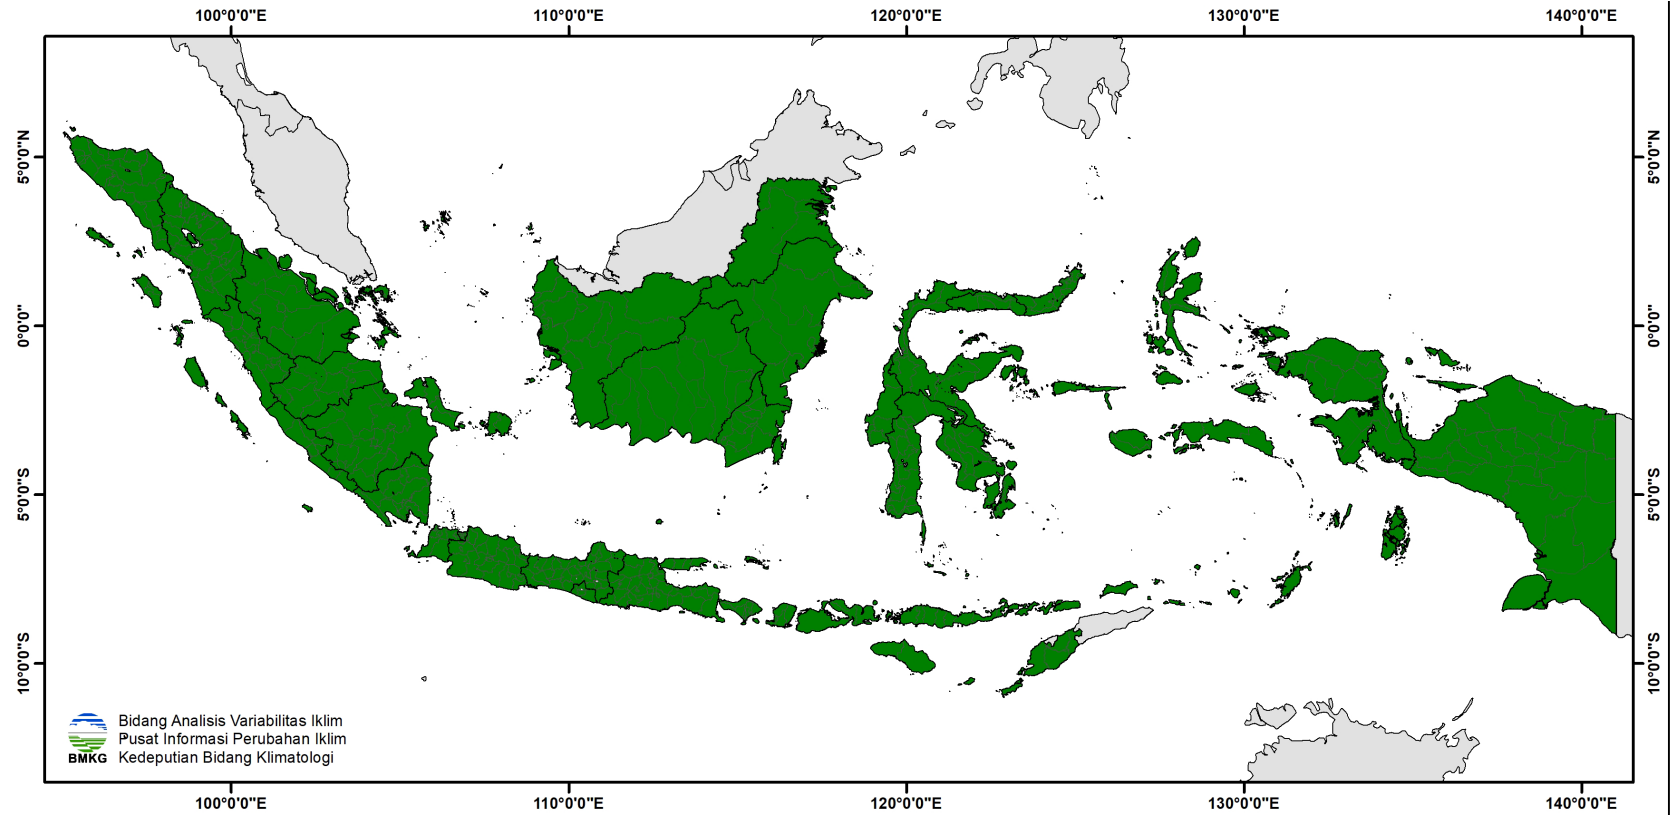 100°0'0"E 110°0'0"E 120°0'0"E 130°0'0"E 140°0'0"E
5°0'0"N 5°0'0"N
0°0'0" 0°0'0"
5°0'0"S 5°0'0"S
10°0'0"S 10°0'0"S
Bidang Analisis Variabilitas Iklim
Pusat Informasi Perubahan Iklim
BMKG Kedeputian Bidang Klimatologi
100°0'0"E 110°0'0"E 120°0'0"E 130°0'0"E 140°0'0"E